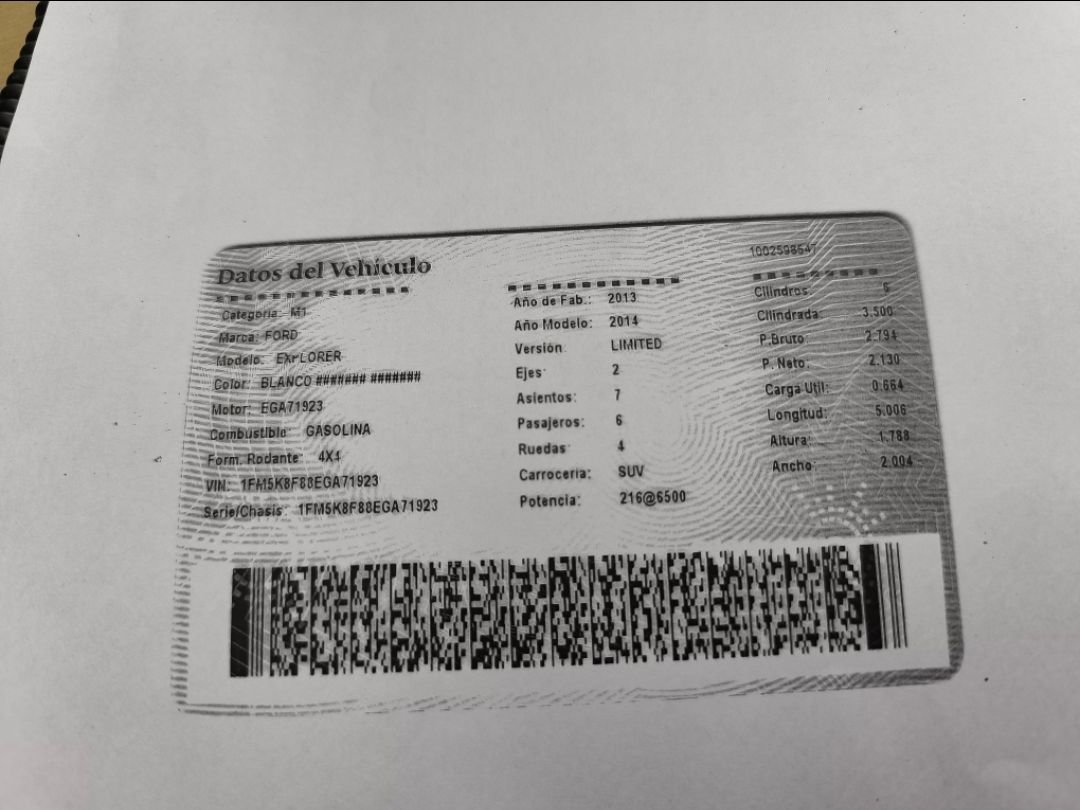 Datos del Vehículo
Categoria: M1
Marca: FORD
Modelo: EXPLORER
Color: BLANCO ####### #######
Motor: EGA71923
Combustible: GASOLINA
Form. Rodante: 4X4
VIN: 1FM5K8F88EGA71923
Serie/Chasis: 1FM5K8F88EGA71923
Año de Fab.: 2013
Año Modelo: 2014
Versión: LIMITED
Ejes: 2
Asientos: 7
Pasajeros: 6
Ruedas: 4
Carroceria: SUV
Potencia: 216@6500
1002598647
Cilindros: 6
Cilindrada: 3.500
P.Bruto: 2.794
P. Neto: 2.130
Carga Util: 0.664
Longitud: 5.006
Altura: 1.788
Ancho: 2.004